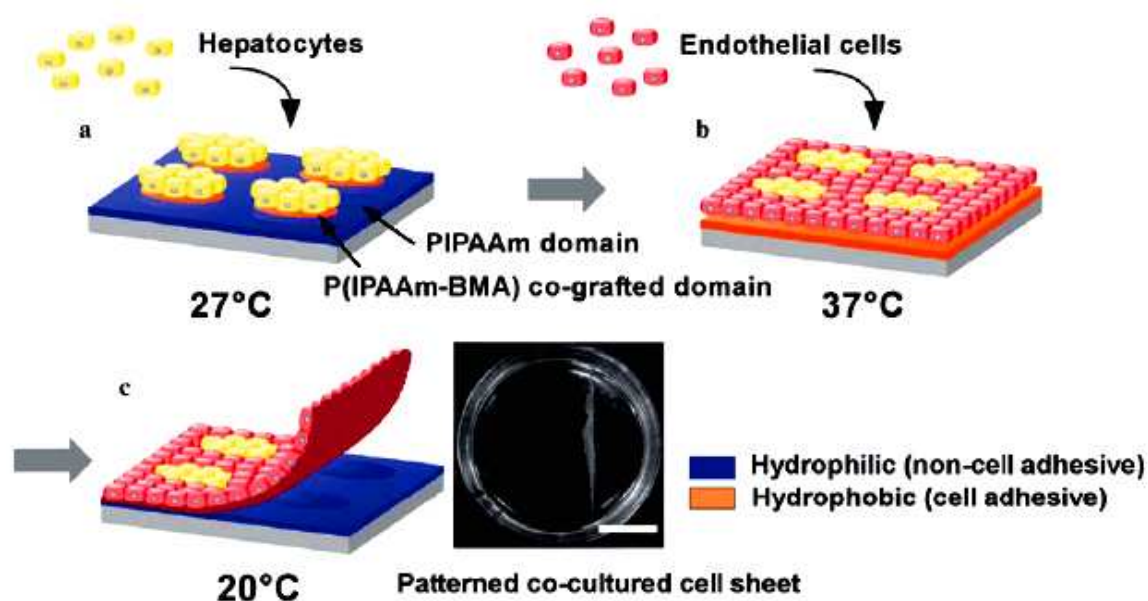 Hepatocytes
Endothelial cells
a
b
PIPAAm domain
P(IPAAm-BMA) co-grafted domain
27°C
37°C
c
Hydrophilic (non-cell adhesive)
Hydrophobic (cell adhesive)
20°C
Patterned co-cultured cell sheet